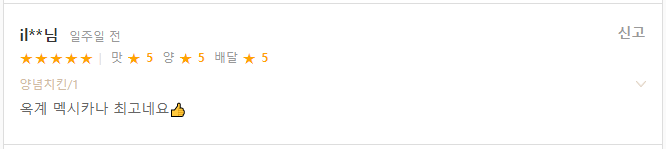 il**님 일주일 전 신고
★★★★★ | 맛 ★ 5 양 ★ 5 배달 ★ 5
양념치킨/1
옥계 멕시카나 최고네요👍